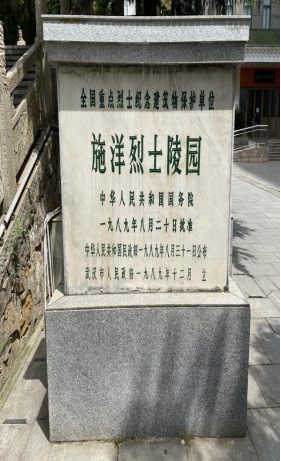 全国重点烈士纪念建筑物保护单位
施洋烈士陵园
中华人民共和国国务院
一九八九年八月二十日批准
中华人民共和国民政部一九八九年八月三十一日公布
武汉市人民政府一九八九年十二月 立